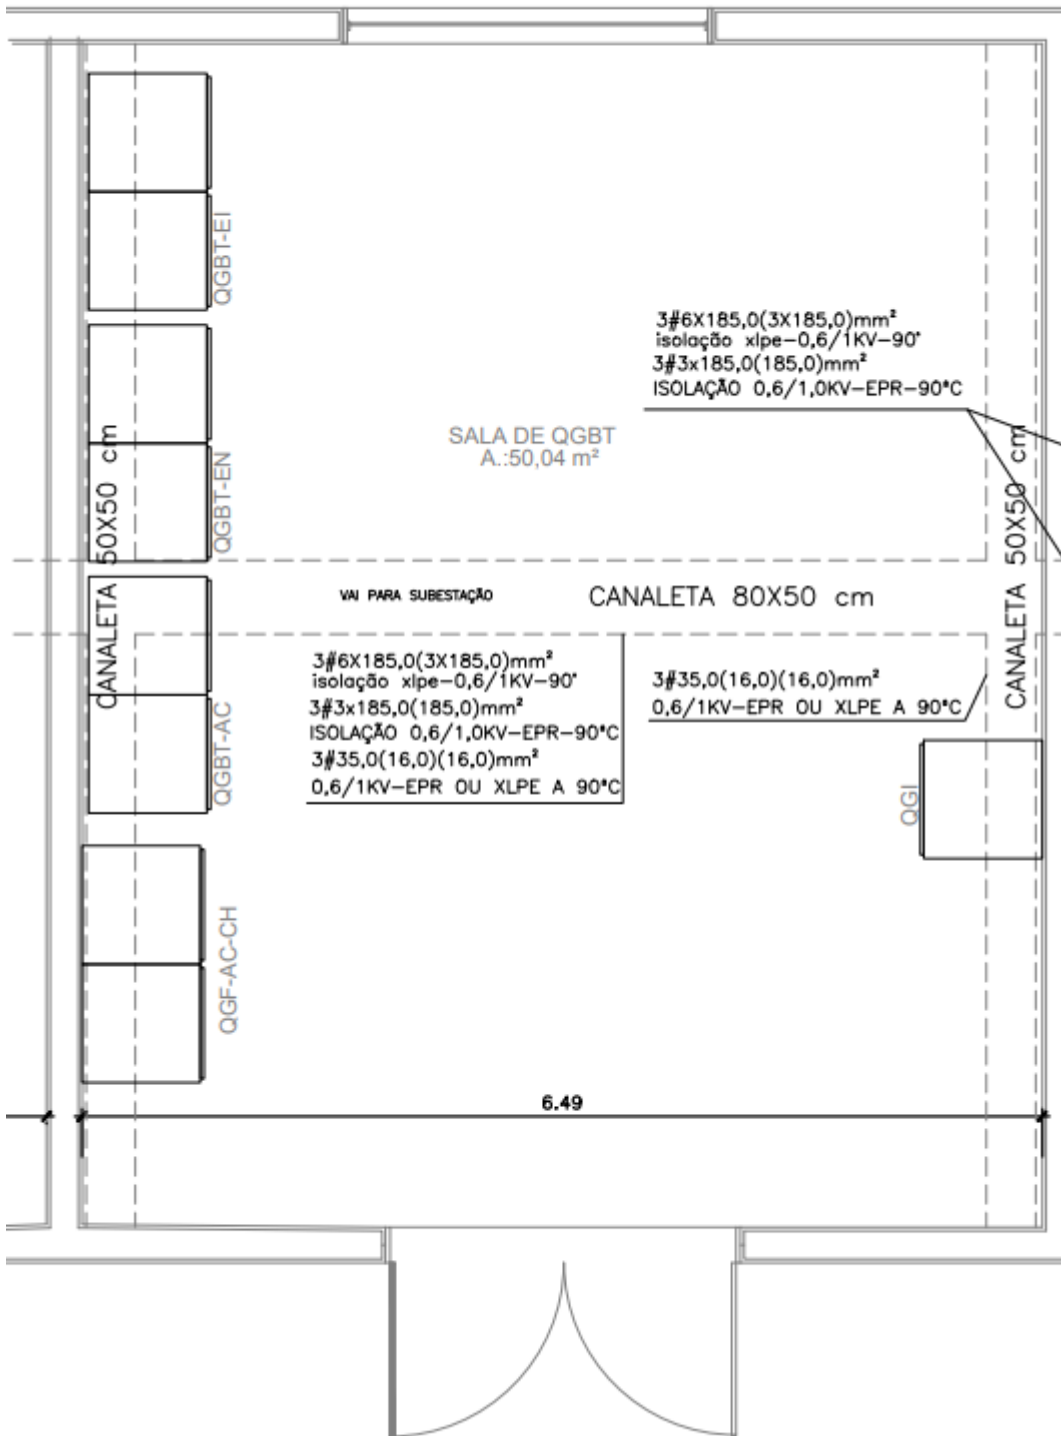 QGBT-EI
3#6X185,0(3X185,0)mm²
isolação xlpe-0,6/1KV-90°
3#3x185,0(185,0)mm²
ISOLAÇÃO 0,6/1,0KV-EPR-90°C
SALA DE QGBT
A.:50,04 m²
QGBT-EN
CANALETA 50X50 cm
CANALETA 50X50 cm
VAI PARA SUBESTAÇÃO
CANALETA 80X50 cm
3#6X185,0(3X185,0)mm²
isolação xlpe-0,6/1KV-90°
3#3x185,0(185,0)mm²
ISOLAÇÃO 0,6/1,0KV-EPR-90°C
3#35,0(16,0)(16,0)mm²
0,6/1KV-EPR OU XLPE A 90°C
3#35,0(16,0)(16,0)mm²
0,6/1KV-EPR OU XLPE A 90°C
QGBT-AC
QGI
QGF-AC-CH
6.49